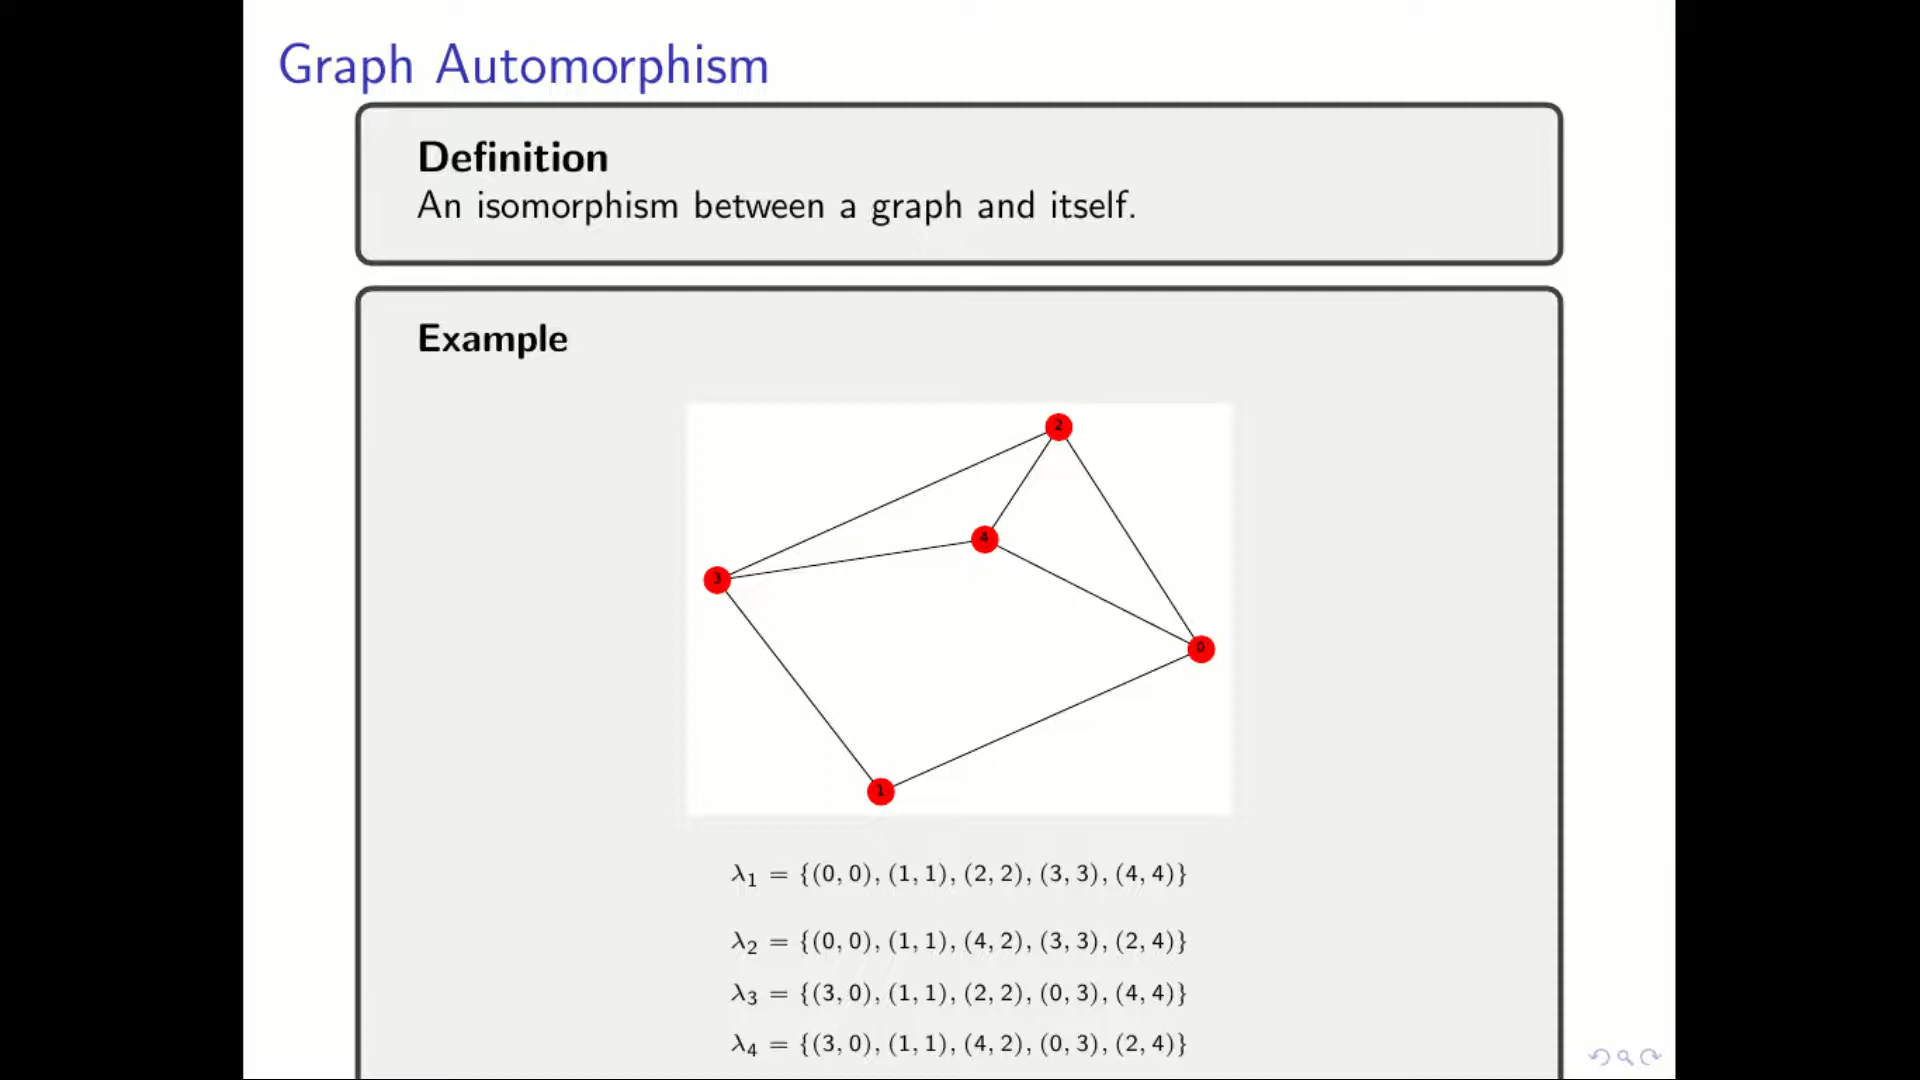 Graph Automorphism
Definition
An isomorphism between a graph and itself.
Example
2
4
3
0
1
λ₁ = {(0, 0), (1, 1), (2, 2), (3, 3), (4, 4)}
λ₂ = {(0, 0), (1, 1), (4, 2), (3, 3), (2, 4)}
λ₃ = {(3, 0), (1, 1), (2, 2), (0, 3), (4, 4)}
λ₄ = {(3, 0), (1, 1), (4, 2), (0, 3), (2, 4)}